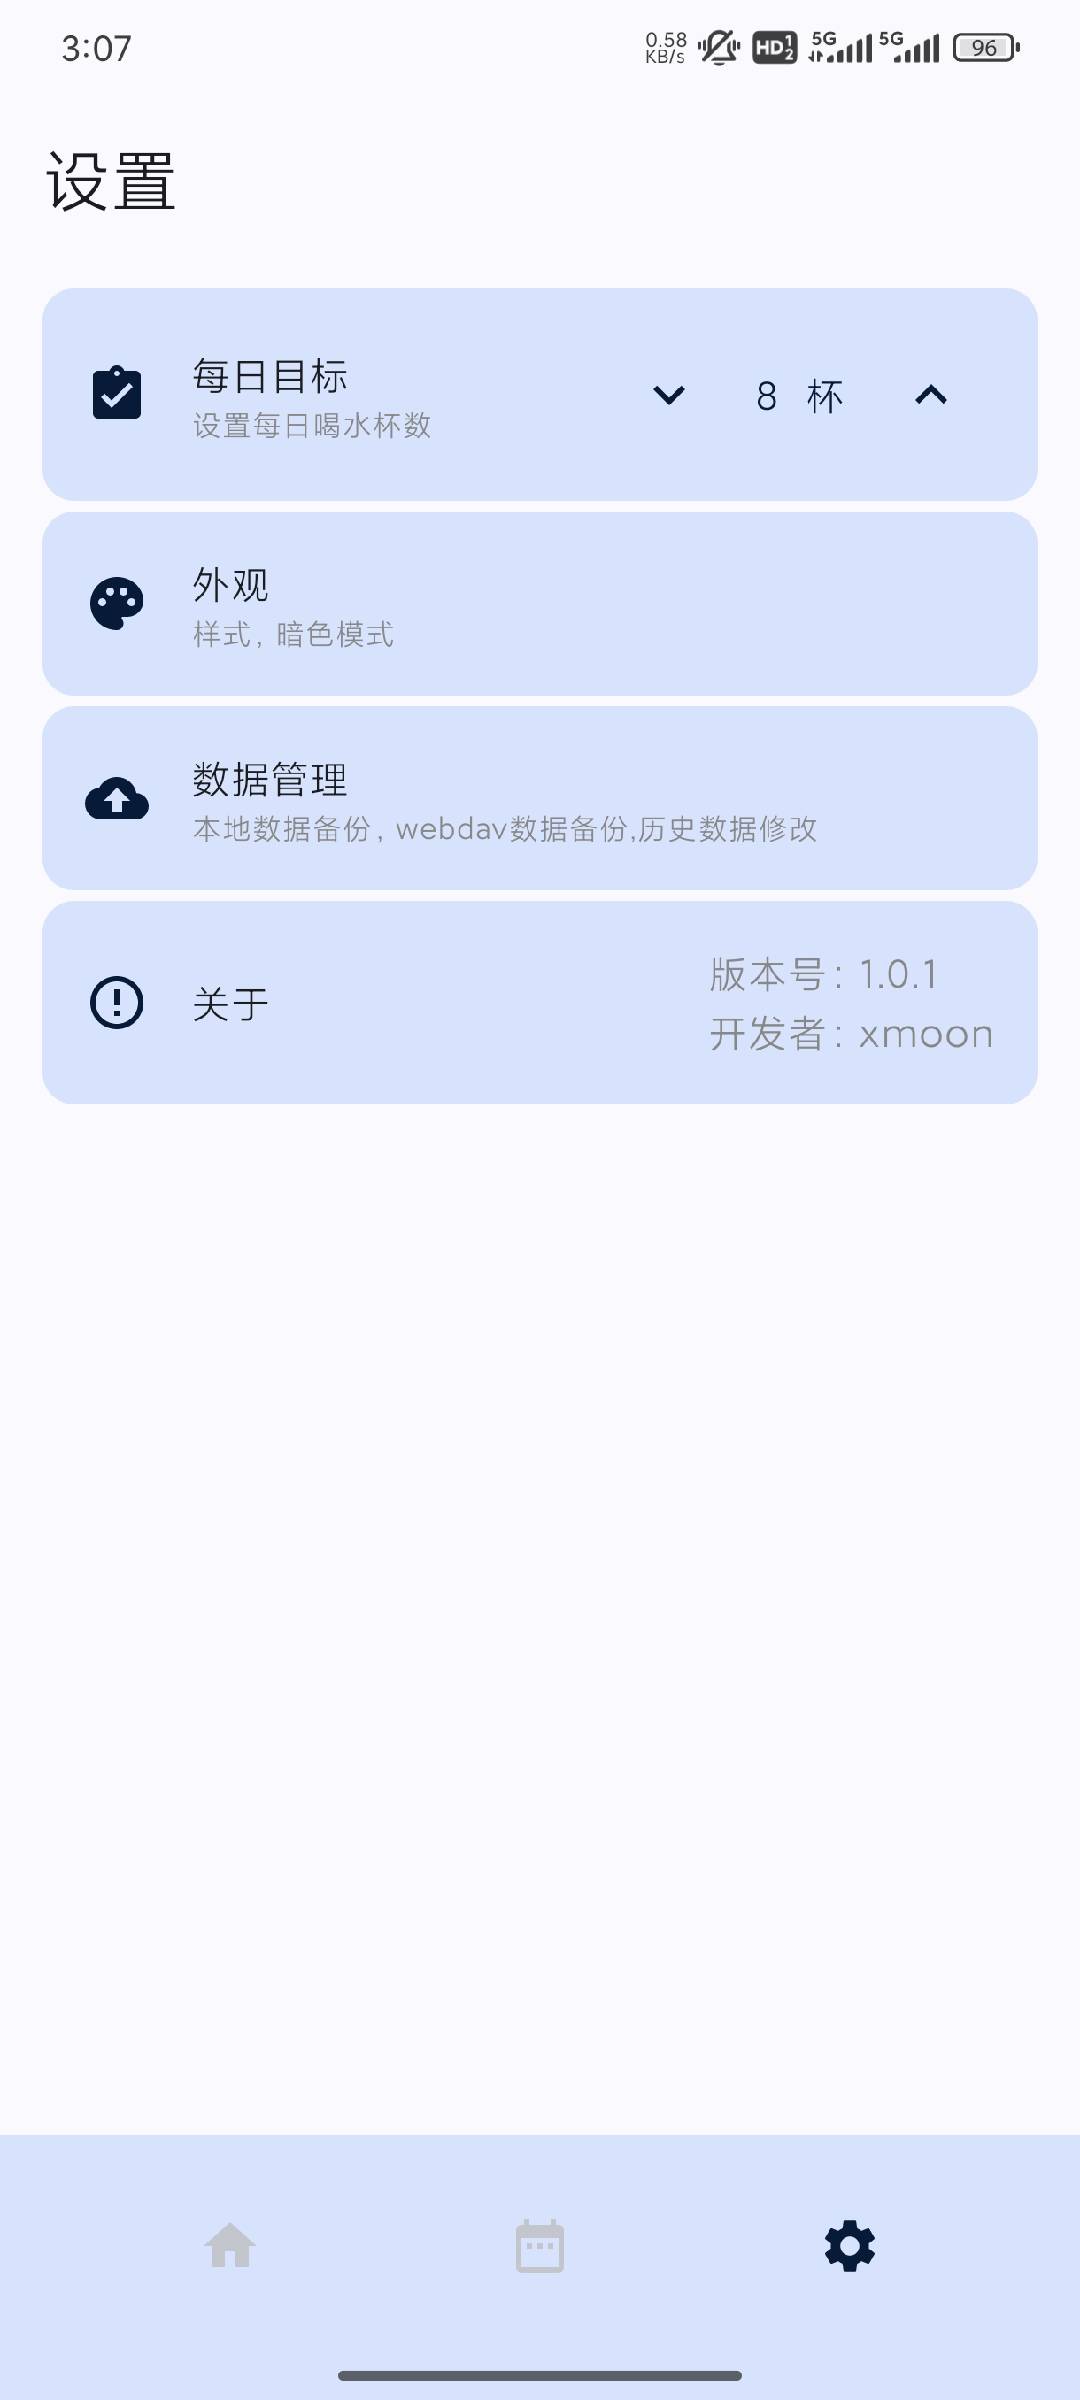 3:07
0.58
KB/s
HD 1 2
5G
5G
96
设置
每日目标
设置每日喝水杯数
8 杯
外观
样式，暗色模式
数据管理
本地数据备份，webdav数据备份,历史数据修改
关于
版本号：1.0.1
开发者：xmoon